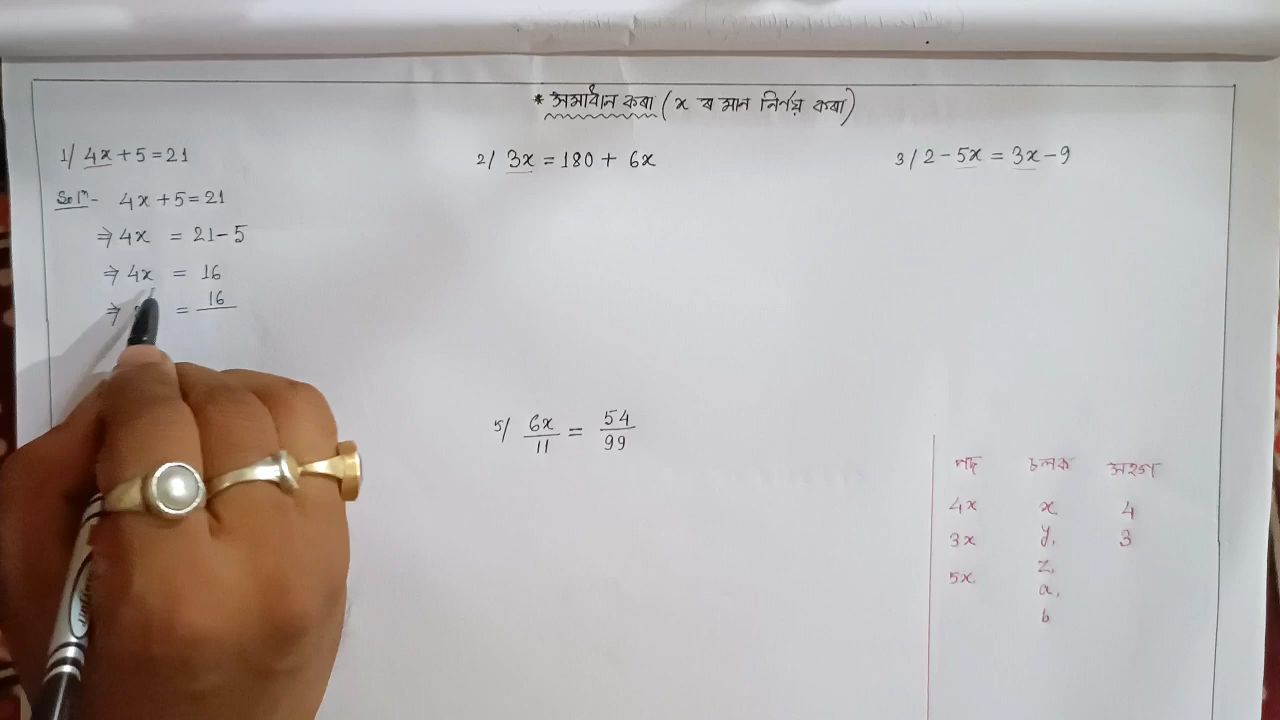 * সমাধান কৰা (x ৰ মান নিৰ্ণয় কৰা)
1/ 4x + 5 = 21
Solⁿ- 4x + 5 = 21
⇒ 4x = 21 - 5
⇒ 4x = 16
⇒ = 16
2/ 3x = 180 + 6x
3/ 2 - 5x = 3x - 9
5/ 6x/11 = 54/99
পদ চলক সহগ
4x x, 4
3x y, 3
5x z,
a,
b